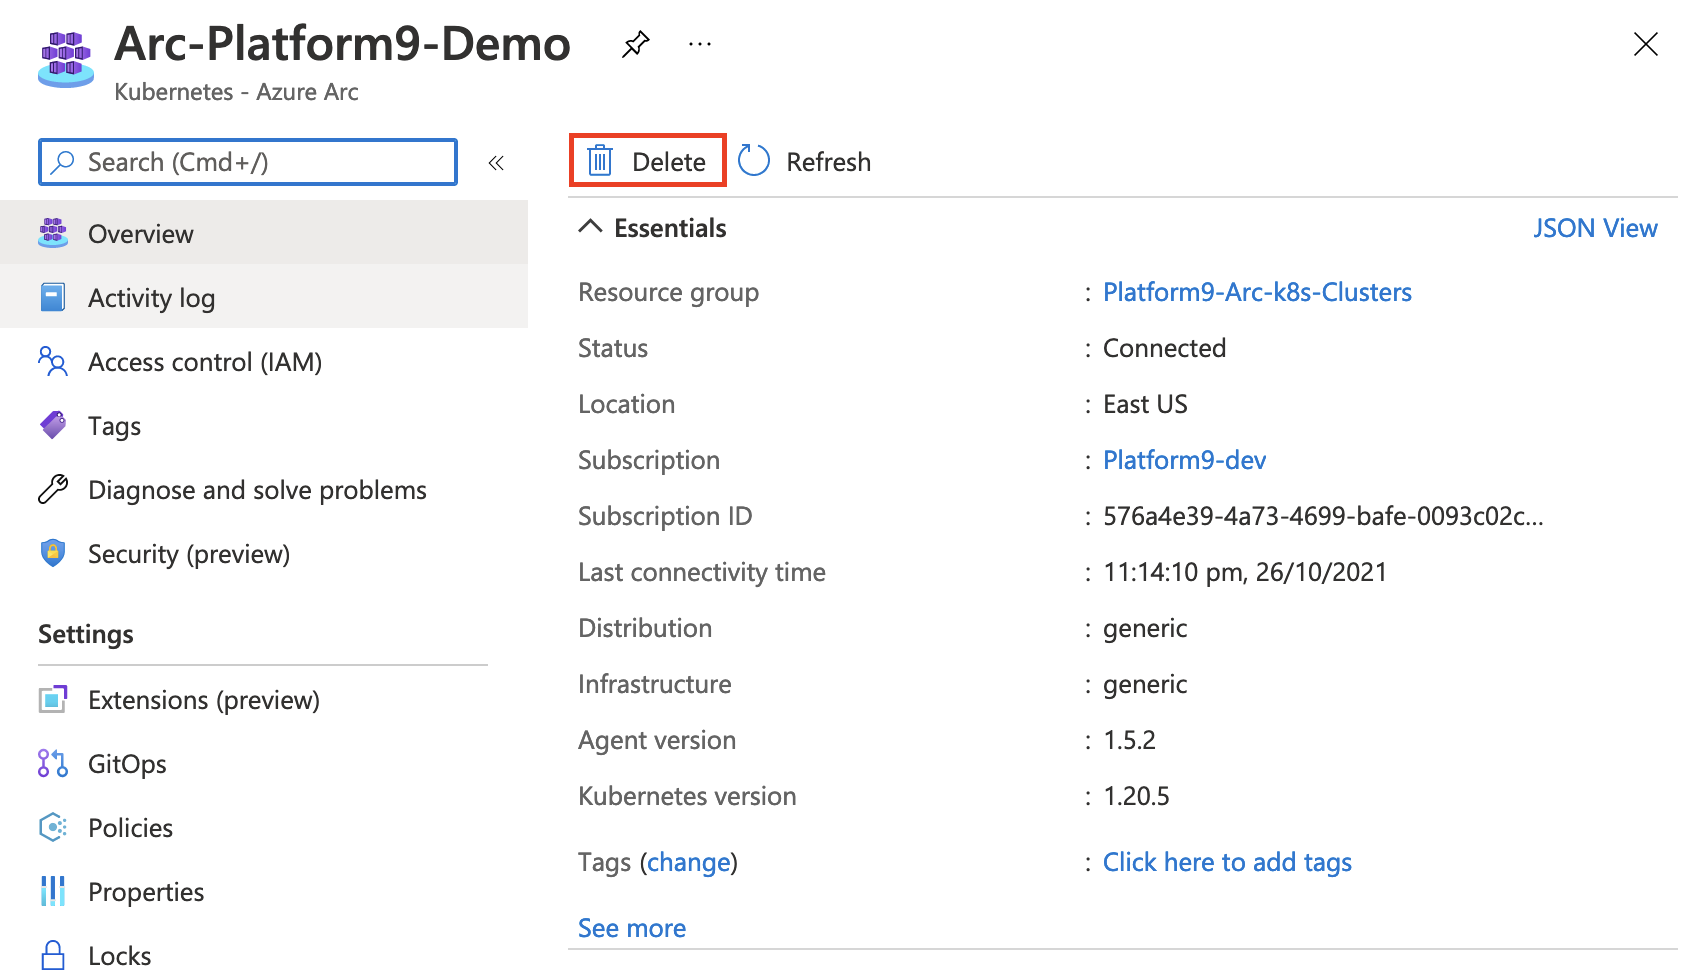 Arc-Platform9-Demo
...
Kubernetes - Azure Arc
Search (Cmd+/)
«
Delete
Refresh
Overview
Activity log
Access control (IAM)
Tags
Diagnose and solve problems
Security (preview)
Settings
Extensions (preview)
GitOps
Policies
Properties
Locks
Essentials
JSON View
Resource group : Platform9-Arc-k8s-Clusters
Status : Connected
Location : East US
Subscription : Platform9-dev
Subscription ID : 576a4e39-4a73-4699-bafe-0093c02c...
Last connectivity time : 11:14:10 pm, 26/10/2021
Distribution : generic
Infrastructure : generic
Agent version : 1.5.2
Kubernetes version : 1.20.5
Tags (change) : Click here to add tags
See more